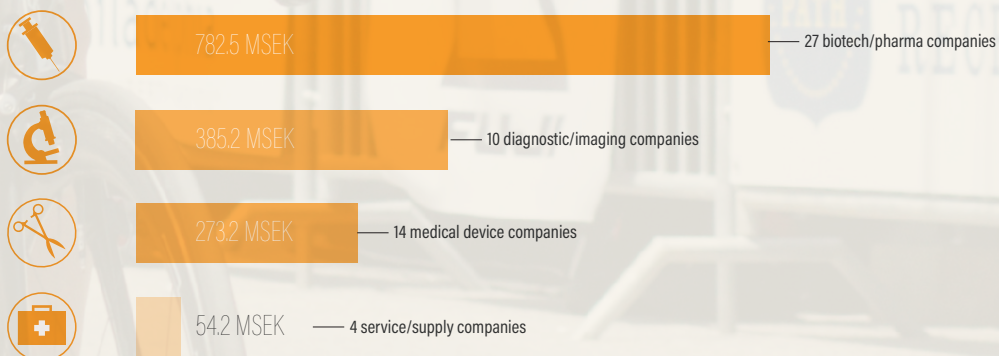 782.5 MSEK
27 biotech/pharma companies
385.2 MSEK
10 diagnostic/imaging companies
273.2 MSEK
14 medical device companies
54.2 MSEK
4 service/supply companies